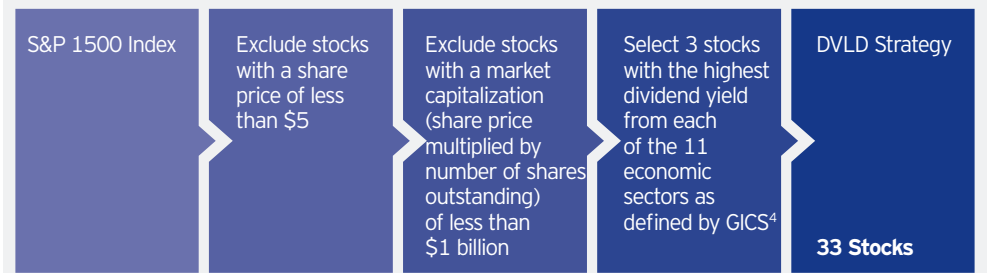 S&P 1500 Index
Exclude stocks
with a share
price of less
than $5
Exclude stocks
with a market
capitalization
(share price
multiplied by
number of shares
outstanding)
of less than
$1 billion
Select 3 stocks
with the highest
dividend yield
from each
of the 11
economic
sectors as
defined by GICS⁴
DVLD Strategy
33 Stocks